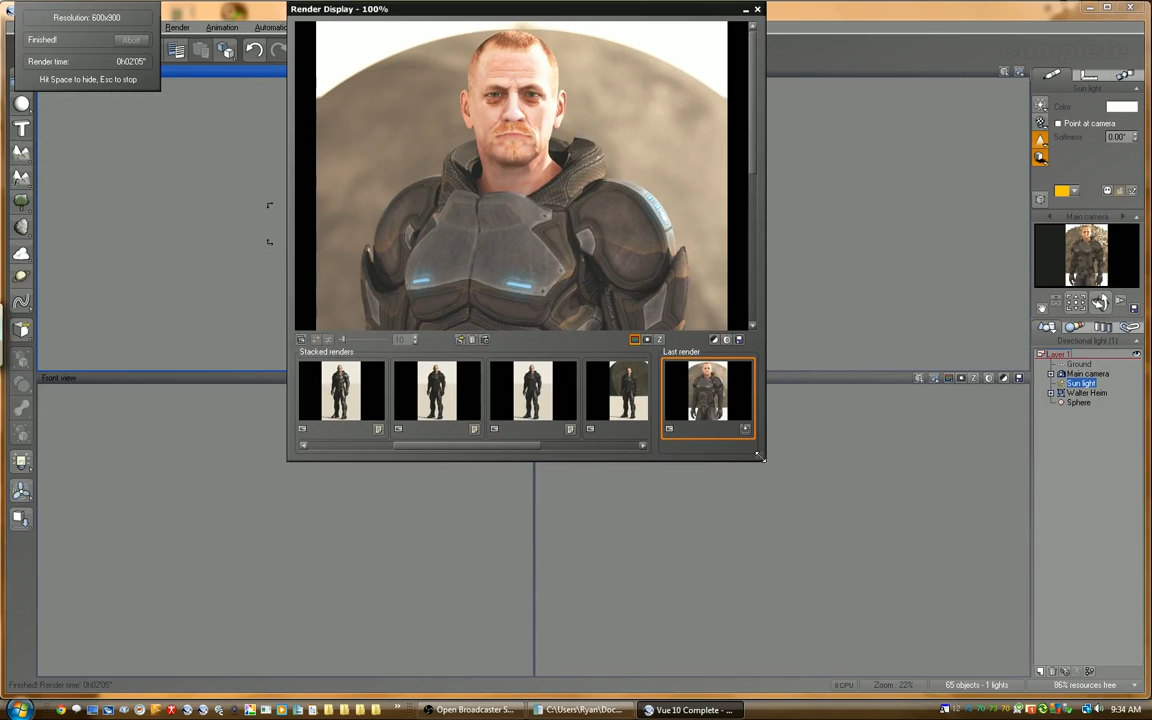 Resolution: 600x900
Finished!
Abort
Render time:
0h02'05"
Hit Space to hide, Esc to stop
Render
Animation
Automatic
Render Display - 100%
10
Stacked renders
Last render
Front view
Sun light
Color
Point at camera
Softness
0.00°
Main camera
Directional light (1)
Layer 1
Ground
Main camera
Sun light
Walter Heim
Sphere
Finished! Render time: 0h02'05"
8 CPU
Zoom : 22%
65 objects - 1 lights
86% resources free
Open Broadcaster S...
C:\Users\Ryan\Doc...
Vue 10 Complete - ...
9:34 AM